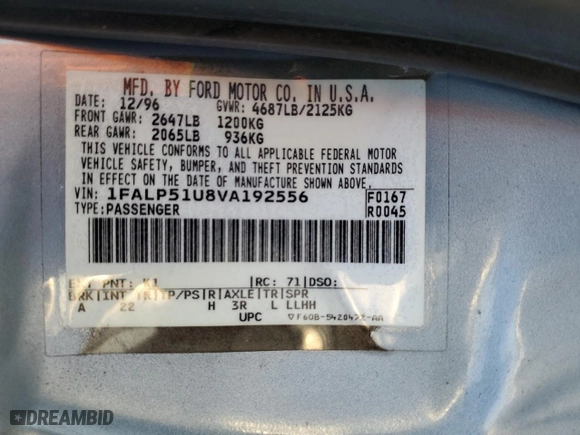 MFD. BY FORD MOTOR CO. IN U.S.A.
DATE: 12/96 GVWR: 4687LB/2125KG
FRONT GAWR: 2647LB 1200KG
REAR GAWR: 2065LB 936KG
THIS VEHICLE CONFORMS TO ALL APPLICABLE FEDERAL MOTOR
VEHICLE SAFETY, BUMPER, AND THEFT PREVENTION STANDARDS
IN EFFECT ON THE DATE OF MANUFACTURE SHOWN ABOVE.
VIN: 1FALP51U8VA192556 F0167
TYPE: PASSENGER R0045
EXT PNT: K1 RC: 71 DSO:
BRK INT TR TP/PS R AXLE TR SPR
A 22 H 3R L LLHH
UPC
DREAMBID